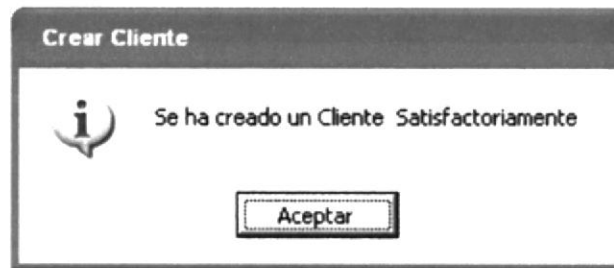 Crear Cliente
Se ha creado un Cliente Satisfactoriamente
Aceptar